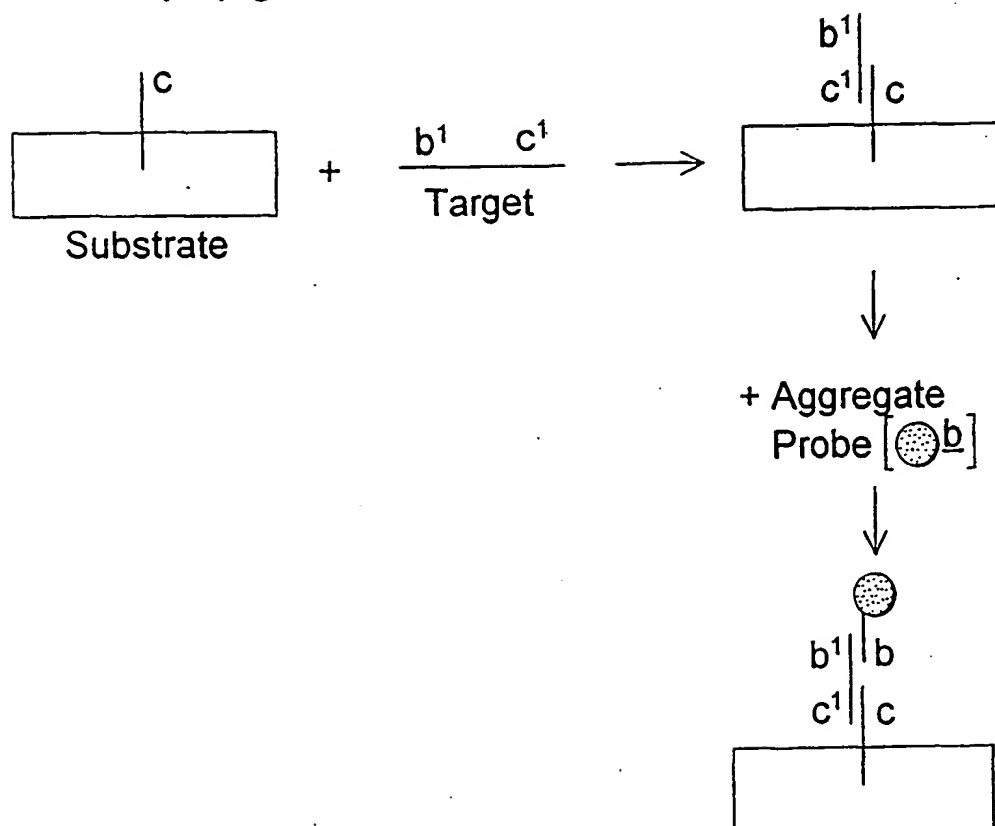 c
Substrate
+
b¹ c¹
Target
b¹
c¹ c
+ Aggregate
Probe [b]
b¹ b
c¹ c